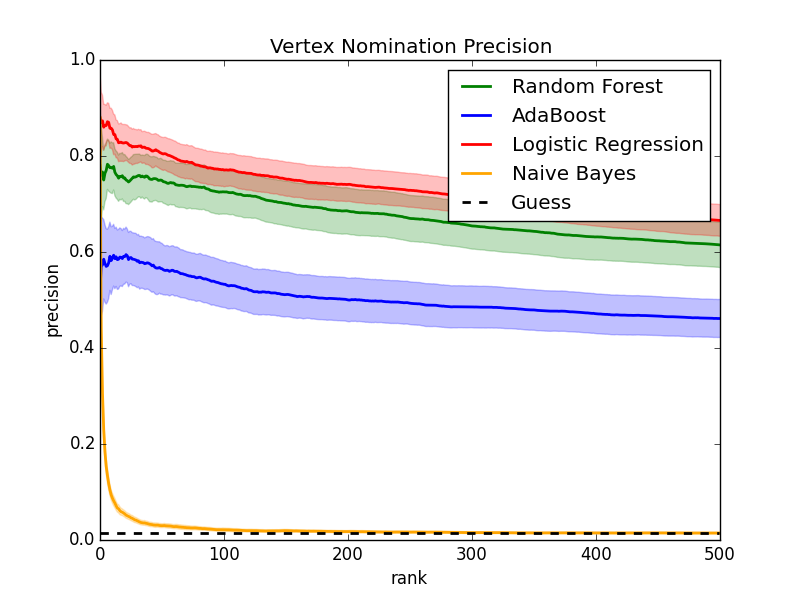 Vertex Nomination Precision
1.0
0.8
0.6
0.4
0.2
0.0
precision
Random Forest
AdaBoost
Logistic Regression
Naive Bayes
Guess
0 100 200 300 400 500
rank